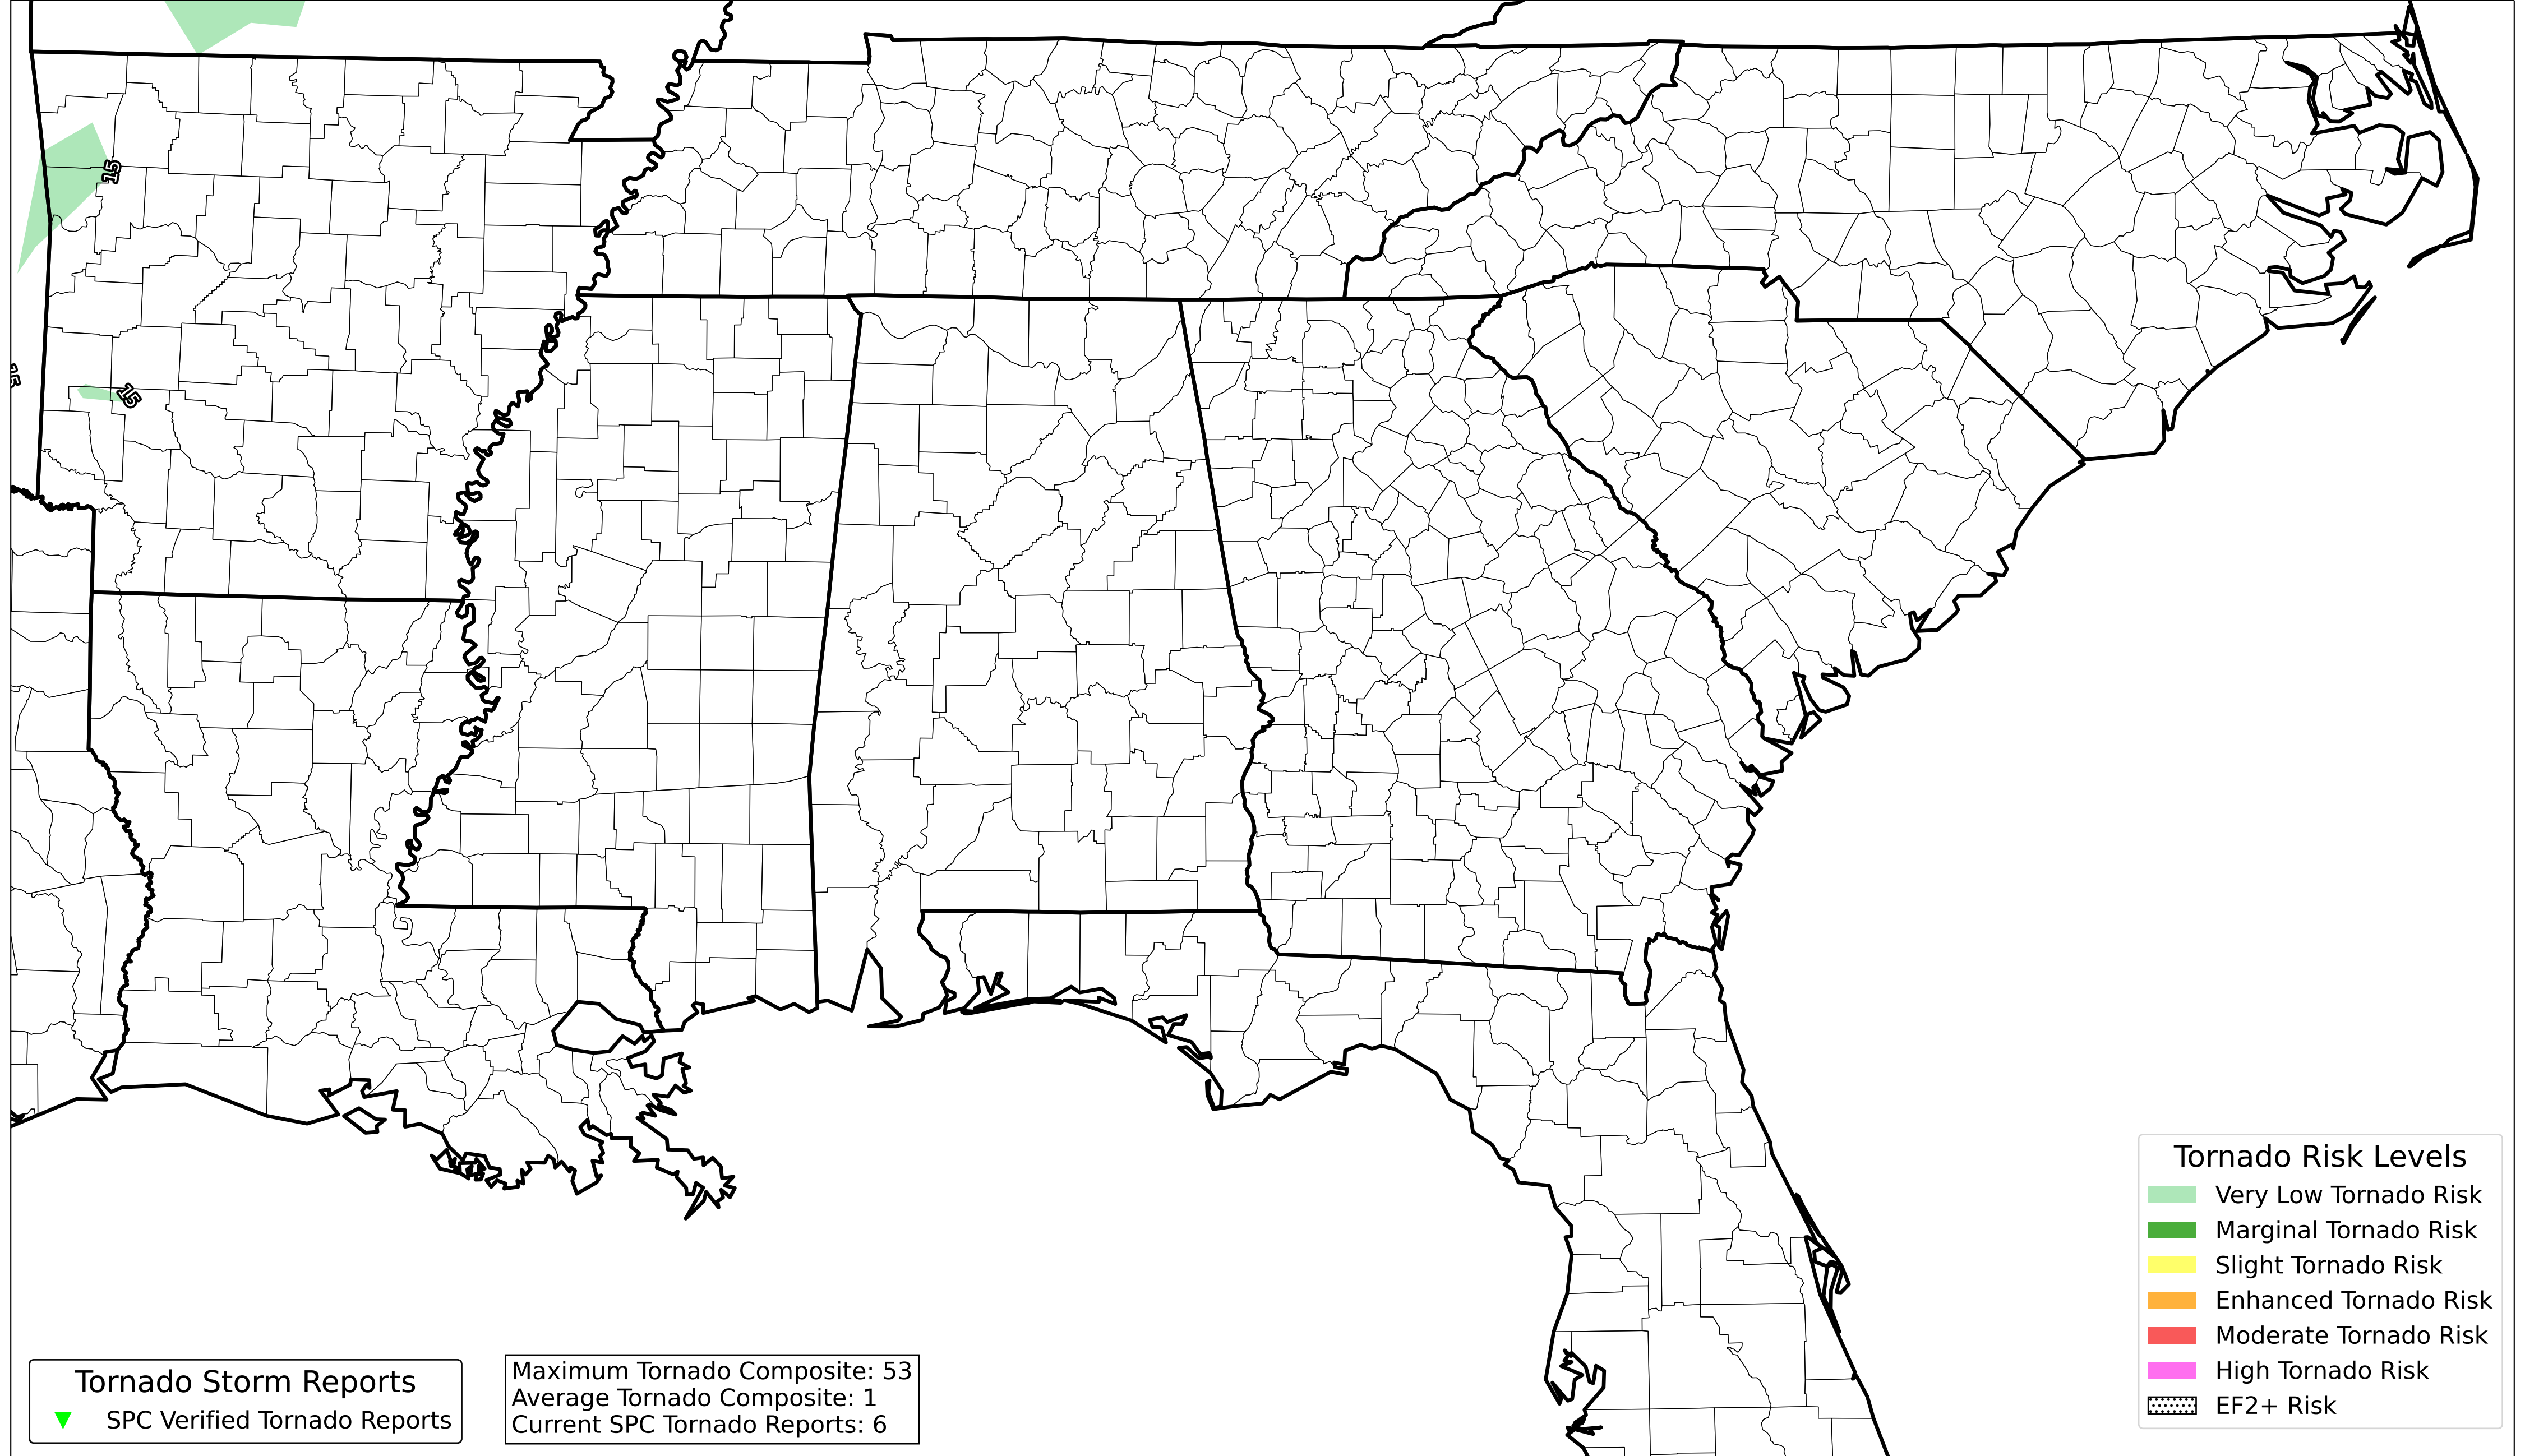 15
15
15
Tornado Risk Levels
Very Low Tornado Risk
Marginal Tornado Risk
Slight Tornado Risk
Enhanced Tornado Risk
Moderate Tornado Risk
High Tornado Risk
EF2+ Risk
Tornado Storm Reports
SPC Verified Tornado Reports
Maximum Tornado Composite: 53
Average Tornado Composite: 1
Current SPC Tornado Reports: 6